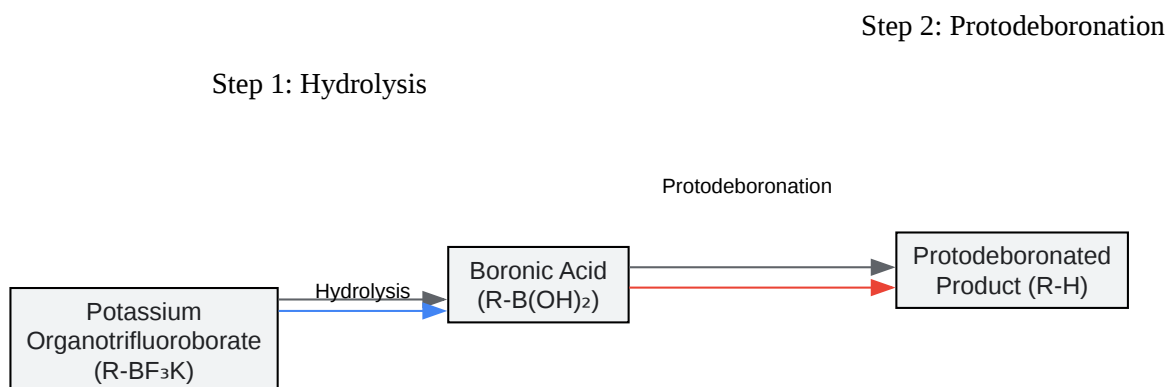 Step 2: Protodeboronation
Step 1: Hydrolysis
Protodeboronation
Hydrolysis
Potassium
Organotrifluoroborate
(R-BF₃K)
Boronic Acid
(R-B(OH)₂)
Protodeboronated
Product (R-H)